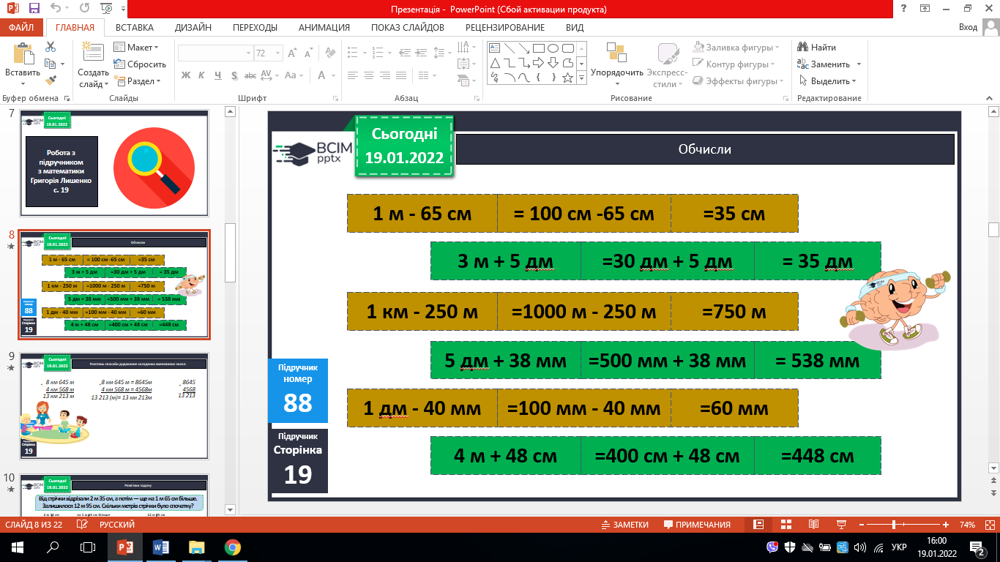 Презентація - PowerPoint (Сбой активации продукта)
ФАЙЛ ГЛАВНАЯ ВСТАВКА ДИЗАЙН ПЕРЕХОДЫ АНИМАЦИЯ ПОКАЗ СЛАЙДОВ РЕЦЕНЗИРОВАНИЕ ВИД Вход
Вставить
Буфер обмена
Создать слайд
Макет
Сбросить
Раздел
Слайды
72
Ж К Ч S abc AV Aa A
Шрифт
Абзац
Упорядочить
Экспресс-стили
Заливка фигуры
Контур фигуры
Эффекты фигуры
Рисование
Найти
Заменить
Выделить
Редактирование
7
Сьогодні
19.01.2022
Робота з
підручником
з математики
Григорія Лишенко
с. 19
8
Сьогодні
19.01.2022
Обчисли
1 м - 65 см = 100 см -65 см =35 см
3 м + 5 дм =30 дм + 5 дм = 35 дм
1 км - 250 м =1000 м - 250 м =750 м
5 дм + 38 мм =500 мм + 38 мм = 538 мм
1 дм - 40 мм =100 мм - 40 мм =60 мм
4 м + 48 см =400 см + 48 см =448 см
88
Сторінка
19
9
Сьогодні
19.01.2022
Розглянь способи додавання складених іменованих чисел:
8 км 645 м 8 км 645 м = 8645м 8645
4 км 568 м 4 км 568 м = 4568м 4568
13 км 213 м 13 213 (м)= 13 км 213м 13 213
Сторінка
19
10
Сьогодні
19.01.2022
Розв'яжи задачу
Від стрічки відрізали 2 м 35 см, а потім — ще на 1 м 65 см більше.
Залишилося 12 м 95 см. Скільки метрів стрічки було спочатку?
ВСІМ
pptx
Сьогодні
19.01.2022
Обчисли
1 м - 65 см = 100 см -65 см =35 см
3 м + 5 дм =30 дм + 5 дм = 35 дм
1 км - 250 м =1000 м - 250 м =750 м
5 дм + 38 мм =500 мм + 38 мм = 538 мм
1 дм - 40 мм =100 мм - 40 мм =60 мм
4 м + 48 см =400 см + 48 см =448 см
Підручник
номер
88
Підручник
Сторінка
19
СЛАЙД 8 ИЗ 22 РУССКИЙ ЗАМЕТКИ ПРИМЕЧАНИЯ 74%
УКР
16:00
19.01.2022
2